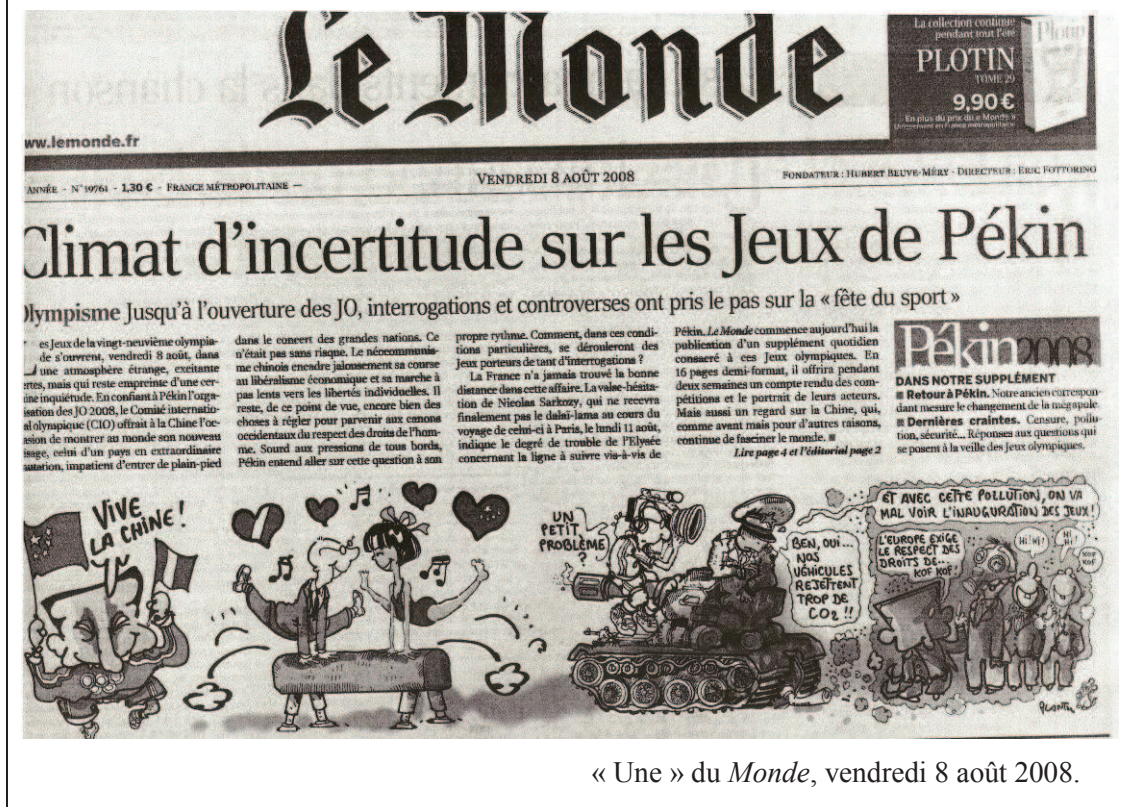 Le Monde
La collection continue
pendant tout l'été
PLOTIN
TOME 29
9,90 €
En plus du prix du « Monde »
Uniquement en France métropolitaine
Plotin
ww.lemonde.fr
ANNÉE - N° 19761 - 1,30 € - FRANCE MÉTROPOLITAINE —
VENDREDI 8 AOÛT 2008
FONDATEUR : HUBERT BEUVE-MÉRY - DIRECTEUR : ERIC FOTTORINO
Climat d'incertitude sur les Jeux de Pékin
Olympisme Jusqu'à l'ouverture des JO, interrogations et controverses ont pris le pas sur la « fête du sport »
Les Jeux de la vingt-neuvième olympia-
de s'ouvrent, vendredi 8 août, dans
une atmosphère étrange, excitante
ertes, mais qui reste empreinte d'une cer-
ine inquiétude. En confiant à Pékin l'orga-
isation des JO 2008, le Comité internatio-
al olympique (CIO) offrait à la Chine l'oc-
asion de montrer au monde son nouveau
isage, celui d'un pays en extraordinaire
utation, impatient d'entrer de plain-pied
dans le concert des grandes nations. Ce
n'était pas sans risque. Le néocommunis-
me chinois encadre jalousement sa course
au libéralisme économique et sa marche à
pas lents vers les libertés individuelles. Il
reste, de ce point de vue, encore bien des
choses à régler pour parvenir aux canons
occidentaux du respect des droits de l'hom-
me. Sourd aux pressions de tous bords,
Pékin entend aller sur cette question à son
propre rythme. Comment, dans ces condi-
tions particulières, se dérouleront des
Jeux porteurs de tant d'interrogations ?
La France n'a jamais trouvé la bonne
distance dans cette affaire. La valse-hésita-
tion de Nicolas Sarkozy, qui ne recevra
finalement pas le dalaï-lama au cours du
voyage de celui-ci à Paris, le lundi 11 août,
indique le degré de trouble de l'Elysée
concernant la ligne à suivre vis-à-vis de
Pékin. Le Monde commence aujourd'hui la
publication d'un supplément quotidien
consacré à ces Jeux olympiques. En
16 pages demi-format, il offrira pendant
deux semaines un compte rendu des com-
pétitions et le portrait de leurs acteurs.
Mais aussi un regard sur la Chine, qui,
comme avant mais pour d'autres raisons,
continue de fasciner le monde. ■
Lire page 4 et l'éditorial page 2
Pékin2008
DANS NOTRE SUPPLÉMENT
■ Retour à Pékin. Notre ancien correspon-
dant mesure le changement de la mégapole.
■ Dernières craintes. Censure, pollu-
tion, sécurité... Réponses aux questions qui
se posent à la veille des Jeux olympiques.
VIVE
LA CHINE !
UN
PETIT
PROBLÈME
?
BEN, OUI...
NOS
VÉHICULES
REJETTENT
TROP DE
CO2 !!
ET AVEC CETTE POLLUTION, ON VA
MAL VOIR L'INAUGURATION DES JEUX !
L'EUROPE EXIGE
LE RESPECT DES
DROITS DE...
KOF KOF !
HI ! HI !
HI !
KOF
KOF
PLANTU
« Une » du Monde, vendredi 8 août 2008.